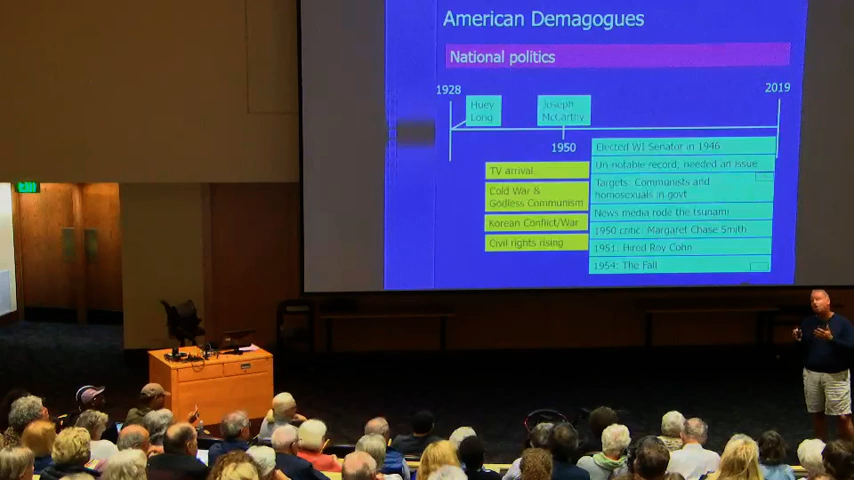 American Demagogues
National politics
1928
2019
Huey
Long
Joseph
McCarthy
1950
TV arrival
Cold War &
Godless Communism
Korean Conflict/War
Civil rights rising
Elected WI Senator in 1946
Un-notable record, needed an issue
Targets: Communists and
homosexuals in govt
News media rode the tsunami
1950 critic: Margaret Chase Smith
1951: Hired Roy Cohn
1954: The Fall